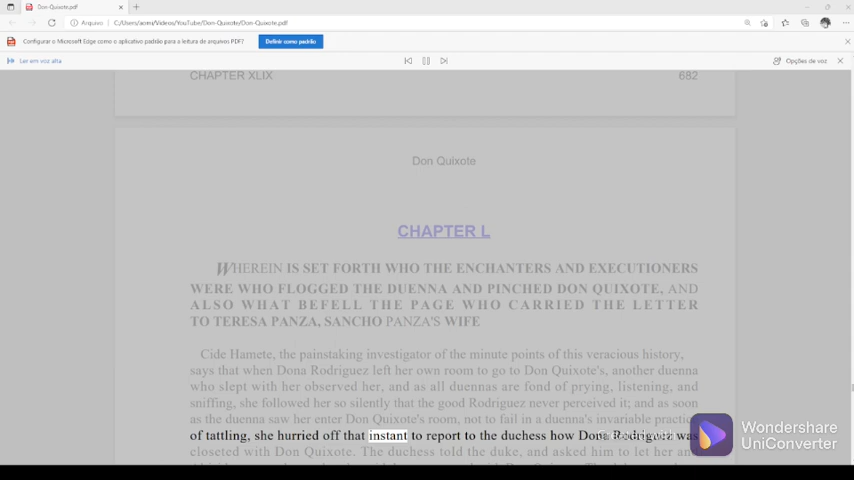 Don-Quixote.pdf
Arquivo
C:/Users/acres/Videos/YouTube/Don-Quixote/Don-Quixote.pdf
Configurar o Microsoft Edge como o aplicativo padrão para a leitura de arquivos PDF?
Definir como padrão
Ler em voz alta
Opções de voz
CHAPTER XLIX 682
Don Quixote
CHAPTER L
WHEREIN IS SET FORTH WHO THE ENCHANTERS AND EXECUTIONERS
WERE WHO FLOGGED THE DUENNA AND PINCHED DON QUIXOTE, AND
ALSO WHAT BEFELL THE PAGE WHO CARRIED THE LETTER
TO TERESA PANZA, SANCHO PANZA'S WIFE
Cide Hamete, the painstaking investigator of the minute points of this veracious history,
says that when Dona Rodriguez left her own room to go to Don Quixote's, another duenna
who slept with her observed her, and as all duennas are fond of prying, listening, and
sniffing, she followed her so silently that the good Rodriguez never perceived it; and as soon
as the duenna saw her enter Don Quixote's room, not to fail in a duenna's invariable practice
of tattling, she hurried off that instant to report to the duchess how Dona Rodriguez was
closeted with Don Quixote. The duchess told the duke, and asked him to let her and
Wondershare
UniConverter